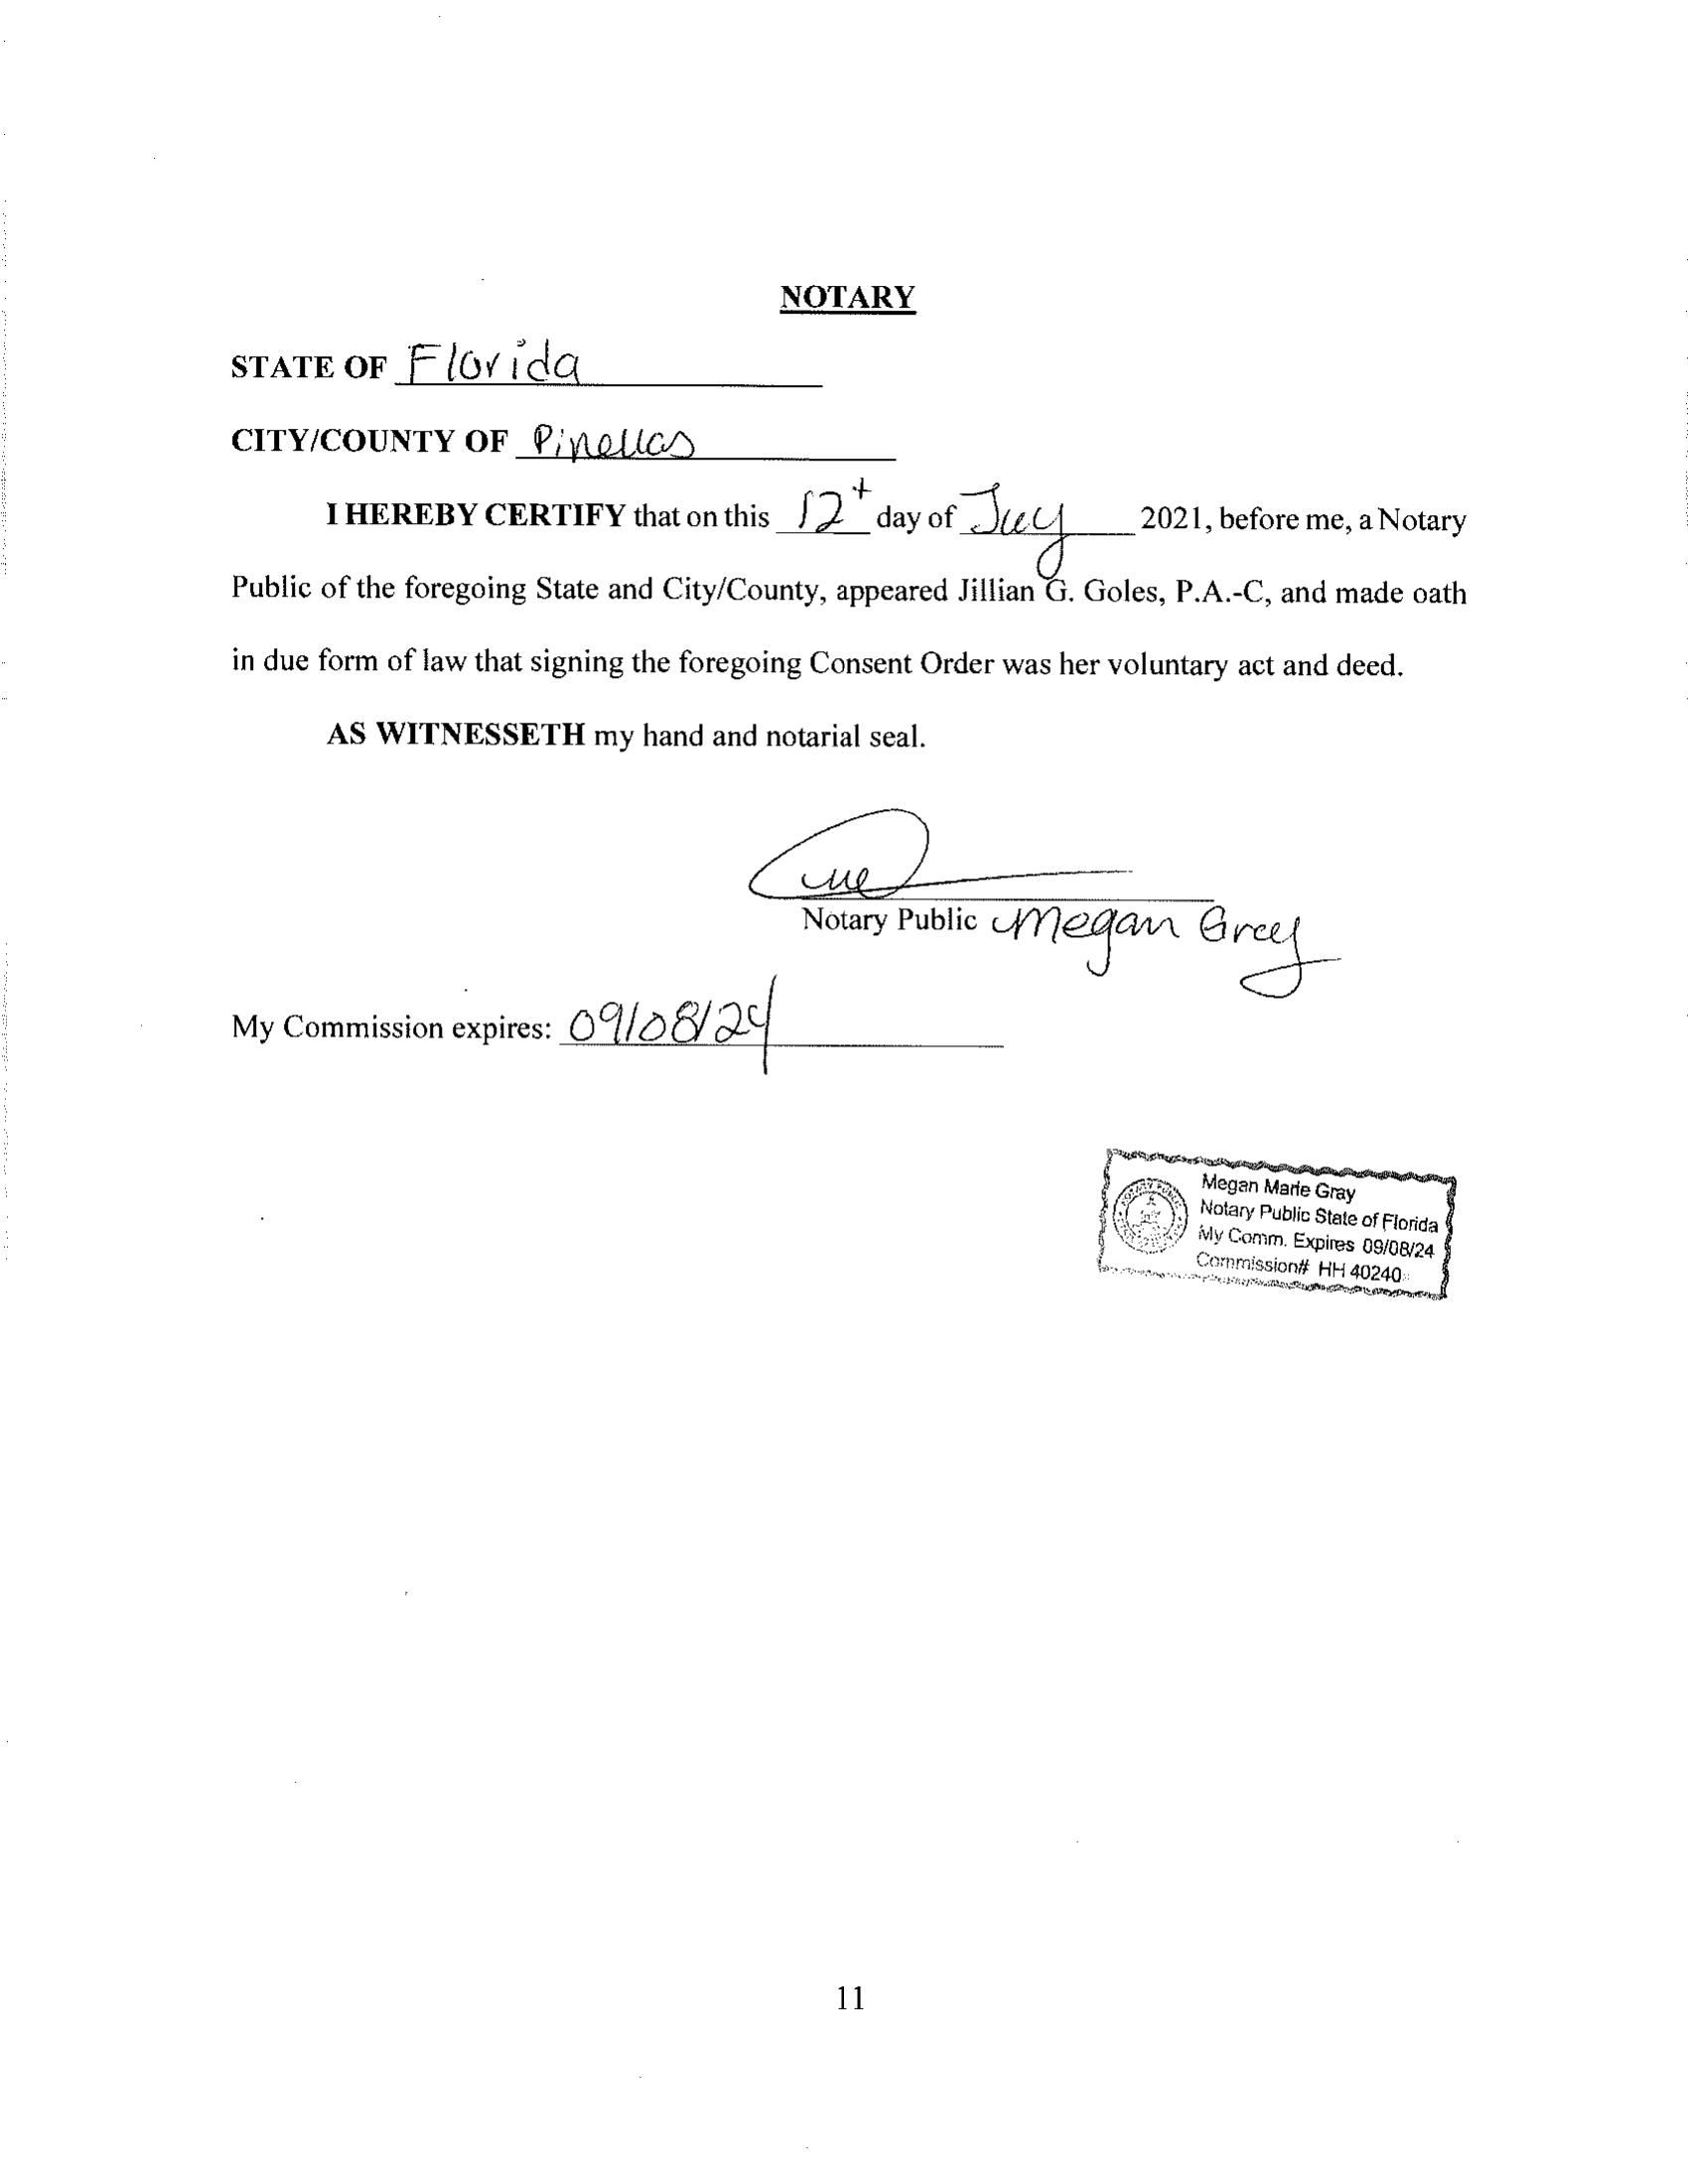 NOTARY
STATE OF Florida
CITY/COUNTY OF Pinellas
I HEREBY CERTIFY that on this 12+ day of July 2021, before me, a Notary
Public of the foregoing State and City/County, appeared Jillian G. Goles, P.A.-C, and made oath
in due form of law that signing the foregoing Consent Order was her voluntary act and deed.
AS WITNESSETH my hand and notarial seal.
Notary Public Megan Gray
My Commission expires: 09/08/24
Megan Marie Gray
Notary Public State of Florida
My Comm. Expires 09/08/24
Commission# HH 40240
11